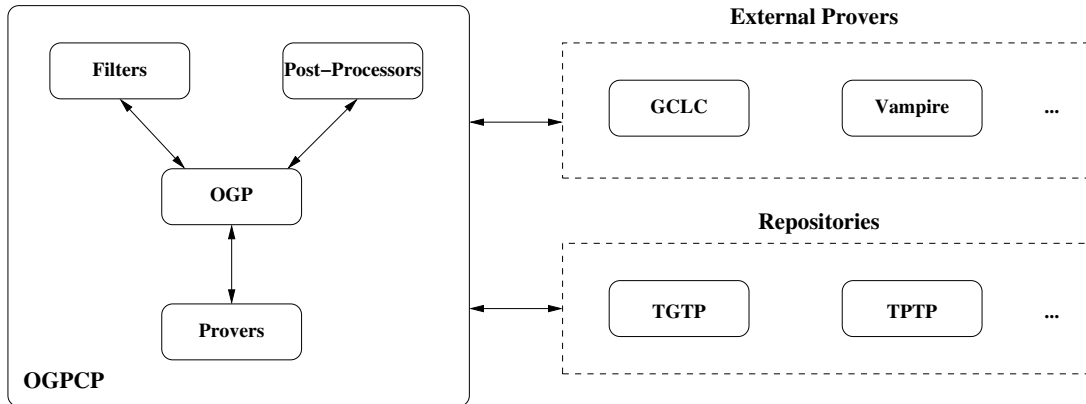 External Provers
Filters
Post−Processors
GCLC
Vampire
...
OGP
Repositories
Provers
TGTP
TPTP
...
OGPCP